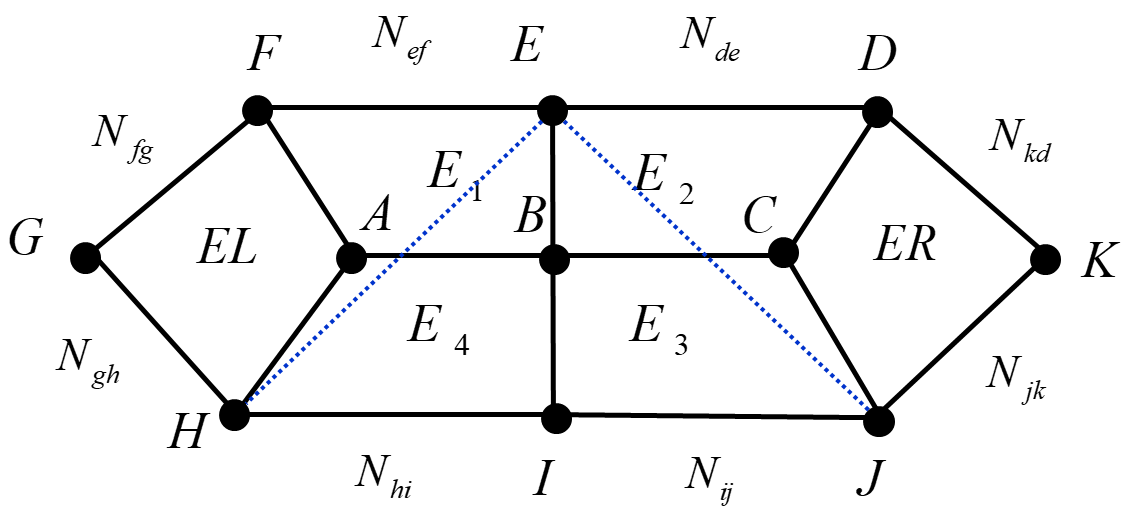 N_ef E N_de D
F
N_fg N_kd
E_1 E_2
A B C
G EL ER K
E_4 E_3
N_gh N_jk
H
N_hi I N_ij J